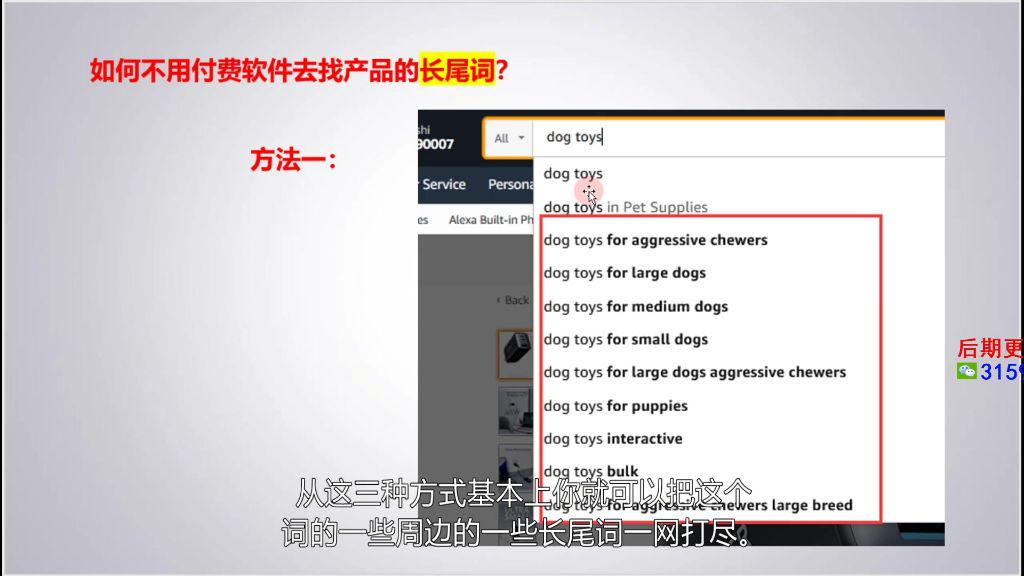 如何不用付费软件去找产品的长尾词？
方法一：
shi
90007
All
dog toys
Service
Persona
es
Alexa Built-in Ph
‹ Back
dog toys
dog toys in Pet Supplies
dog toys for aggressive chewers
dog toys for large dogs
dog toys for medium dogs
dog toys for small dogs
dog toys for large dogs aggressive chewers
dog toys for puppies
dog toys interactive
dog toys bulk
dog toys for aggressive chewers large breed
后期更
3159
从这三种方式基本上你就可以把这个
词的一些周边的一些长尾词一网打尽。